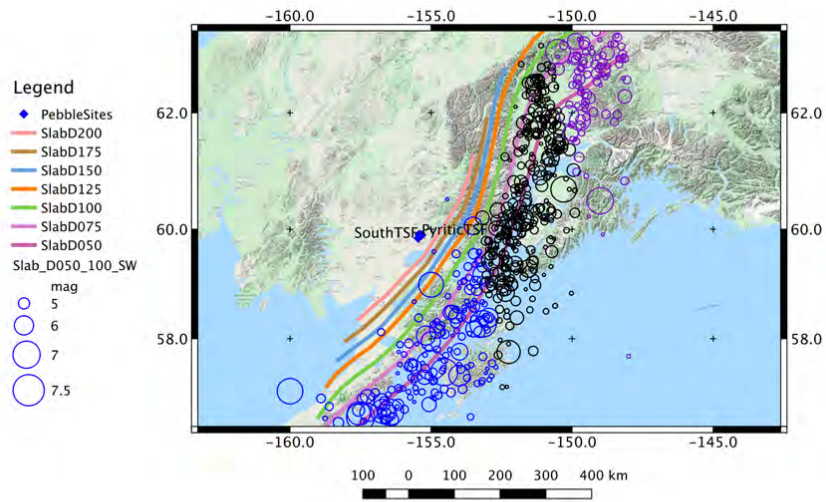 -160.0 -155.0 -150.0 -145.0
Legend
PebbleSites
SlabD200
SlabD175
SlabD150
SlabD125
SlabD100
SlabD075
SlabD050
Slab_D050_100_SW
mag
5
6
7
7.5
62.0 62.0
60.0 60.0
SouthTSF PyriticTSF
58.0 58.0
-160.0 -155.0 -150.0 -145.0
100 0 100 200 300 400 km